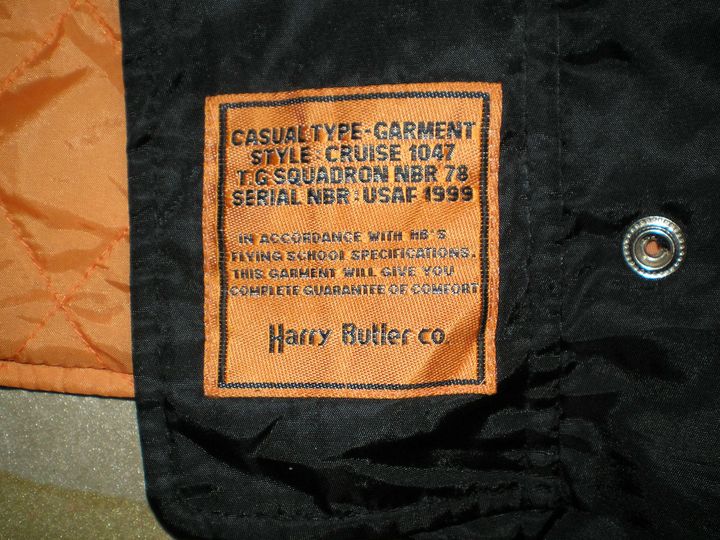 CASUAL TYPE-GARMENT
STYLE : CRUISE 1047
T.G SQUADRON NBR 78
SERIAL NBR : USAF 1999
IN ACCORDANCE WITH HB'S
FLYING SCHOOL SPECIFICATIONS.
THIS GARMENT WILL GIVE YOU
COMPLETE GUARANTEE OF COMFORT
Harry Butler co.